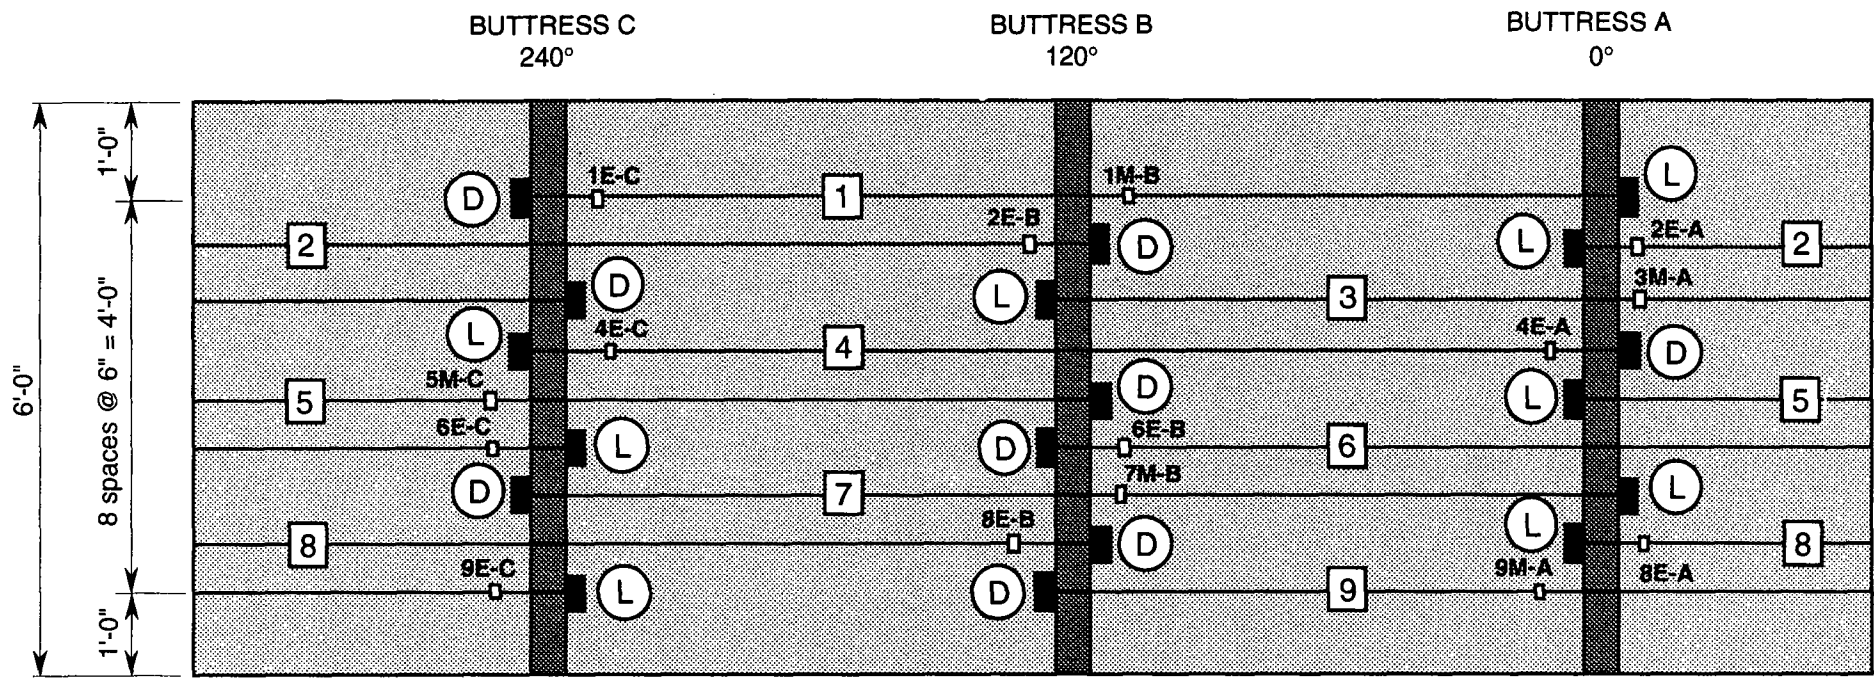 BUTTRESS C
240°
BUTTRESS B
120°
BUTTRESS A
0°
6'-0"
1'-0"
8 spaces @ 6" = 4'-0"
1'-0"
D
1E-C
1
1M-B
L
2
2E-B
D
L
2E-A
2
D
L
3
3M-A
L
4E-C
4
4E-A
D
5
5M-C
D
L
5
6E-C
L
D
6E-B
6
D
7
7M-B
L
8
8E-B
D
L
8E-A
8
9E-C
L
D
9
9M-A